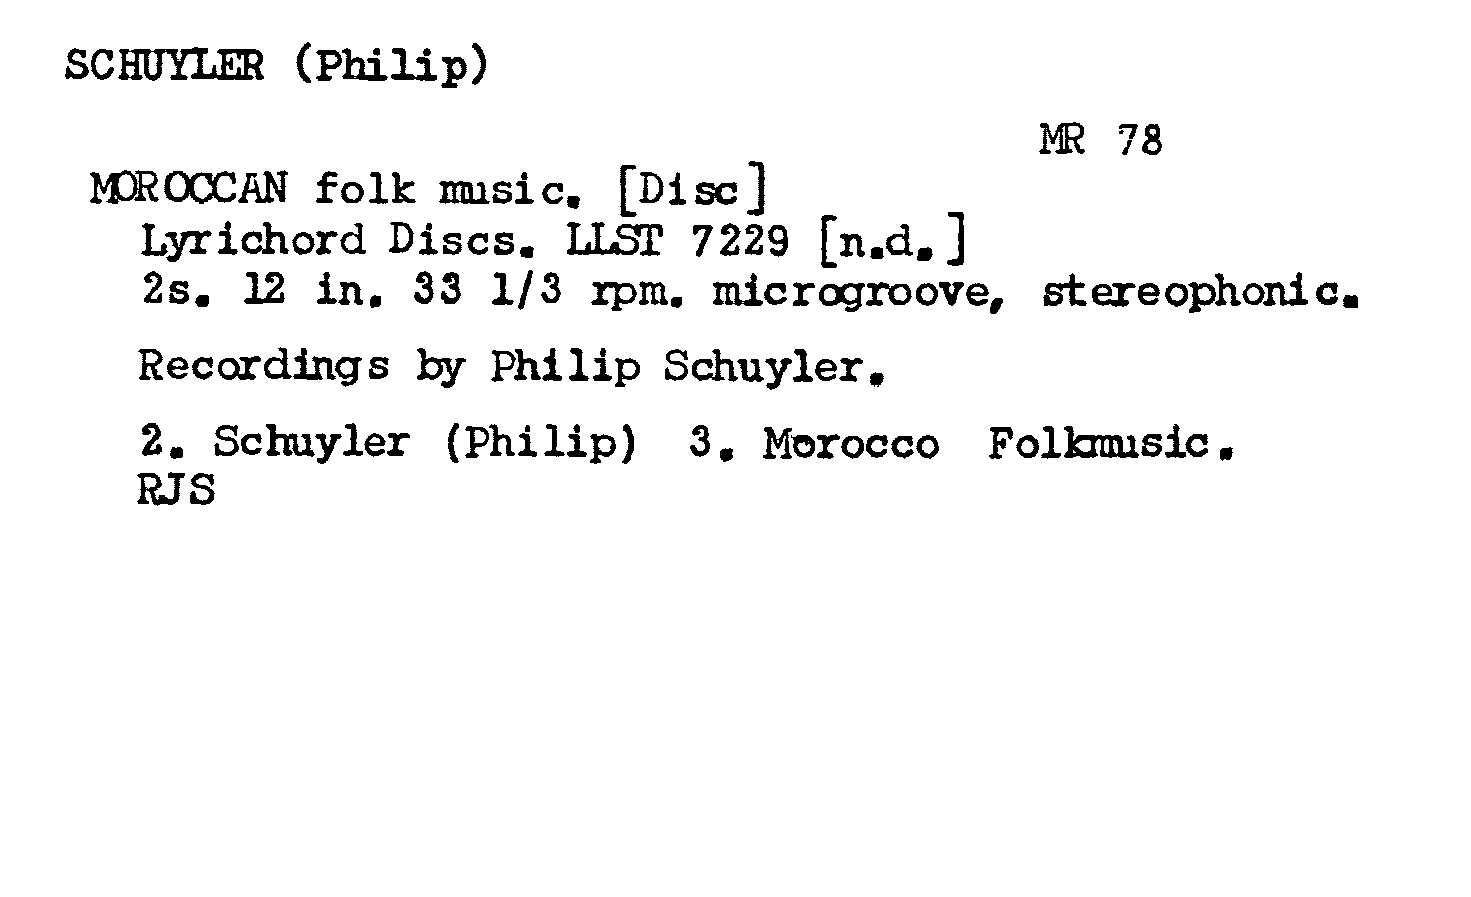 SCHUYLER (Philip)
MR 78
MOROCCAN folk music. [Disc]
Lyrichord Discs. LLST 7229 [n.d.]
2s. 12 in. 33 1/3 rpm. microgroove, stereophonic.
Recordings by Philip Schuyler.
2. Schuyler (Philip) 3. Morocco Folkmusic.
RJS